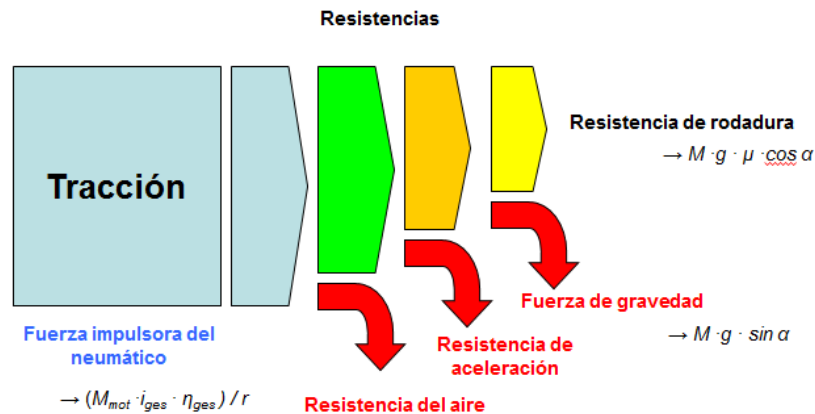 Resistencias
Tracción
Resistencia de rodadura
→ M ·g · μ ·cos α
Fuerza de gravedad
→ M ·g · sin α
Fuerza impulsora del
neumático
Resistencia de
aceleración
→ (Mmot ·iges · ηges) / r
Resistencia del aire